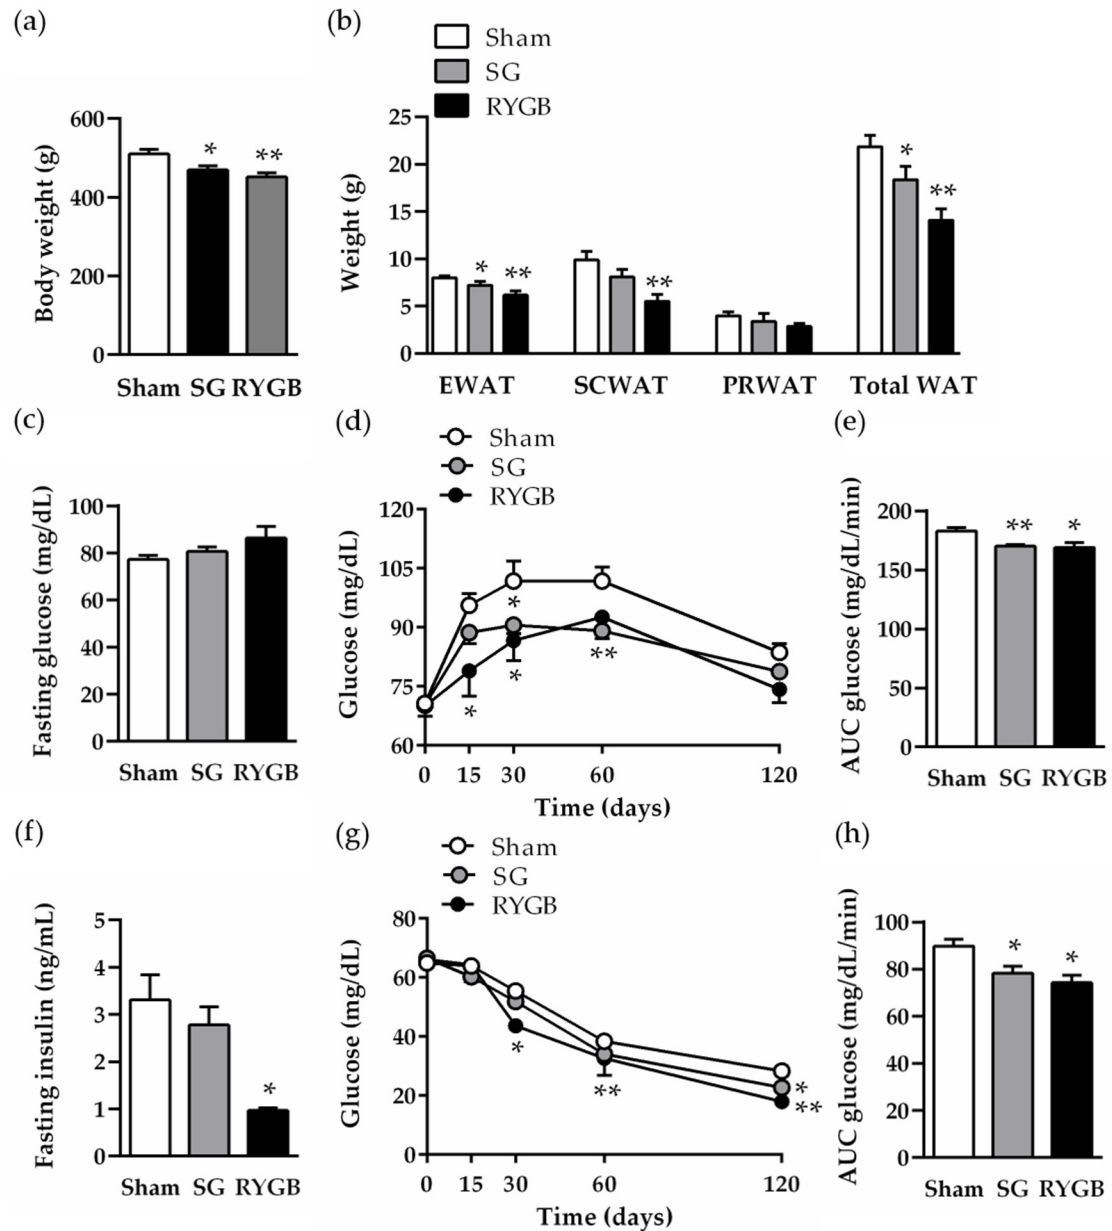 (a)
Body weight (g)
600
400
200
0
*
**
Sham SG RYGB
(b)
Sham
SG
RYGB
Weight (g)
25
20
15
10
5
0
*
**
**
*
**
EWAT SCWAT PRWAT Total WAT
(c)
Fasting glucose (mg/dL)
100
80
60
40
20
0
Sham SG RYGB
(d)
Sham
SG
RYGB
Glucose (mg/dL)
120
105
90
75
60
*
*
*
**
0 15 30 60 120
Time (days)
(e)
AUC glucose (mg/dL/min)
200
150
100
50
0
**
*
Sham SG RYGB
(f)
Fasting insulin (ng/mL)
5
4
3
2
1
0
*
Sham SG RYGB
(g)
Sham
SG
RYGB
Glucose (mg/dL)
80
60
40
20
0
*
**
*
**
0 15 30 60 120
Time (days)
(h)
AUC glucose (mg/dL/min)
100
80
60
40
20
0
*
*
Sham SG RYGB